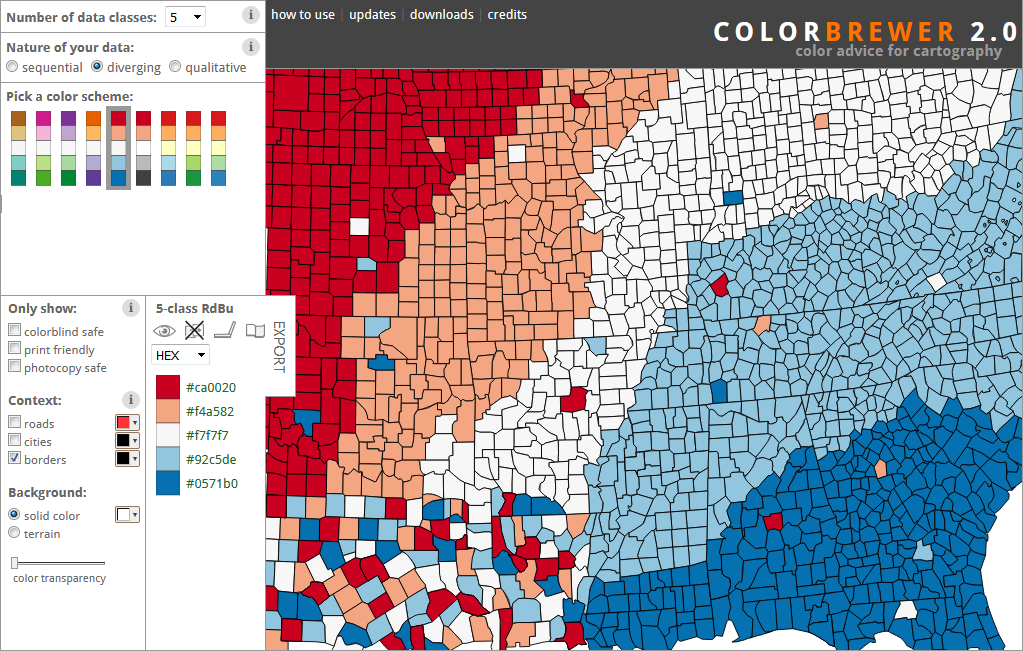 Number of data classes: 5 i
how to use | updates | downloads | credits
COLORBREWER 2.0
color advice for cartography
Nature of your data: i
sequential diverging qualitative
Pick a color scheme:
Only show: i
colorblind safe
print friendly
photocopy safe
Context: i
roads
cities
borders
Background:
solid color
terrain
color transparency
5-class RdBu
EXPORT
HEX
#ca0020
#f4a582
#f7f7f7
#92c5de
#0571b0